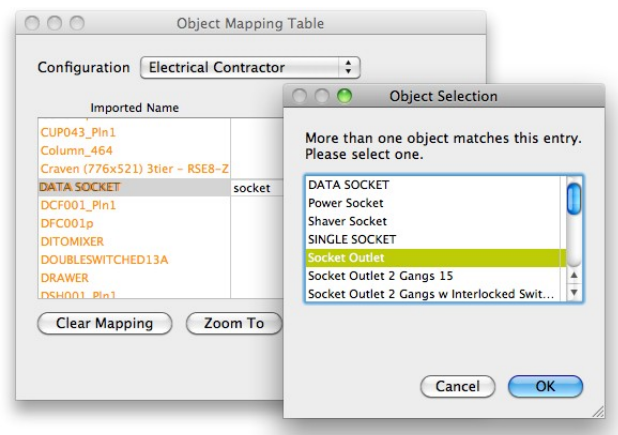 Object Mapping Table
Configuration Electrical Contractor
Imported Name
CUP043_Pln1
Column_464
Craven (776x521) 3tier – RSE8-Z
DATA SOCKET socket
DCF001_Pln1
DFC001p
DITOMIXER
DOUBLESWITCHED13A
DRAWER
DSH001_Pln1
Clear Mapping Zoom To
Object Selection
More than one object matches this entry.
Please select one.
DATA SOCKET
Power Socket
Shaver Socket
SINGLE SOCKET
Socket Outlet
Socket Outlet 2 Gangs 15
Socket Outlet 2 Gangs w Interlocked Swit...
Cancel OK